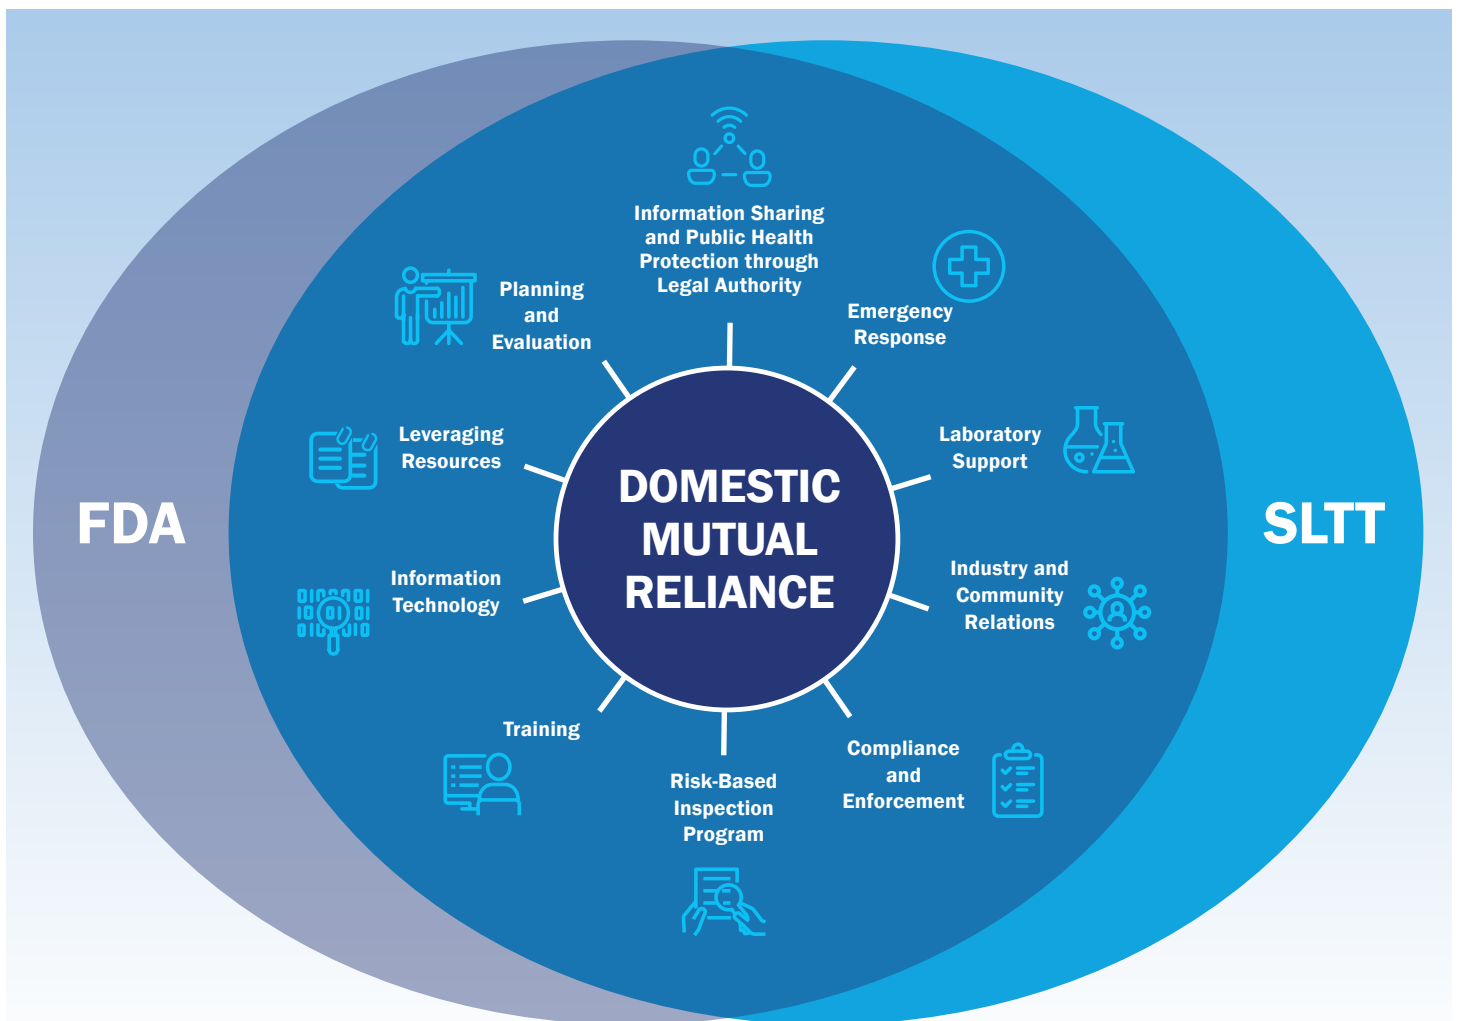 Information Sharing
and Public Health
Protection through
Legal Authority
Emergency
Response
Laboratory
Support
Industry and
Community
Relations
Compliance
and
Enforcement
Risk-Based
Inspection
Program
Training
Information
Technology
Leveraging
Resources
Planning
and
Evaluation
DOMESTIC
MUTUAL
RELIANCE
FDA
SLTT